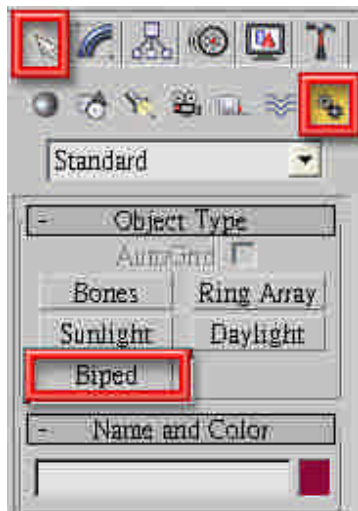 Standard
- Object Type
AutoGrid
Bones Ring Array
Sunlight Daylight
Biped
- Name and Color